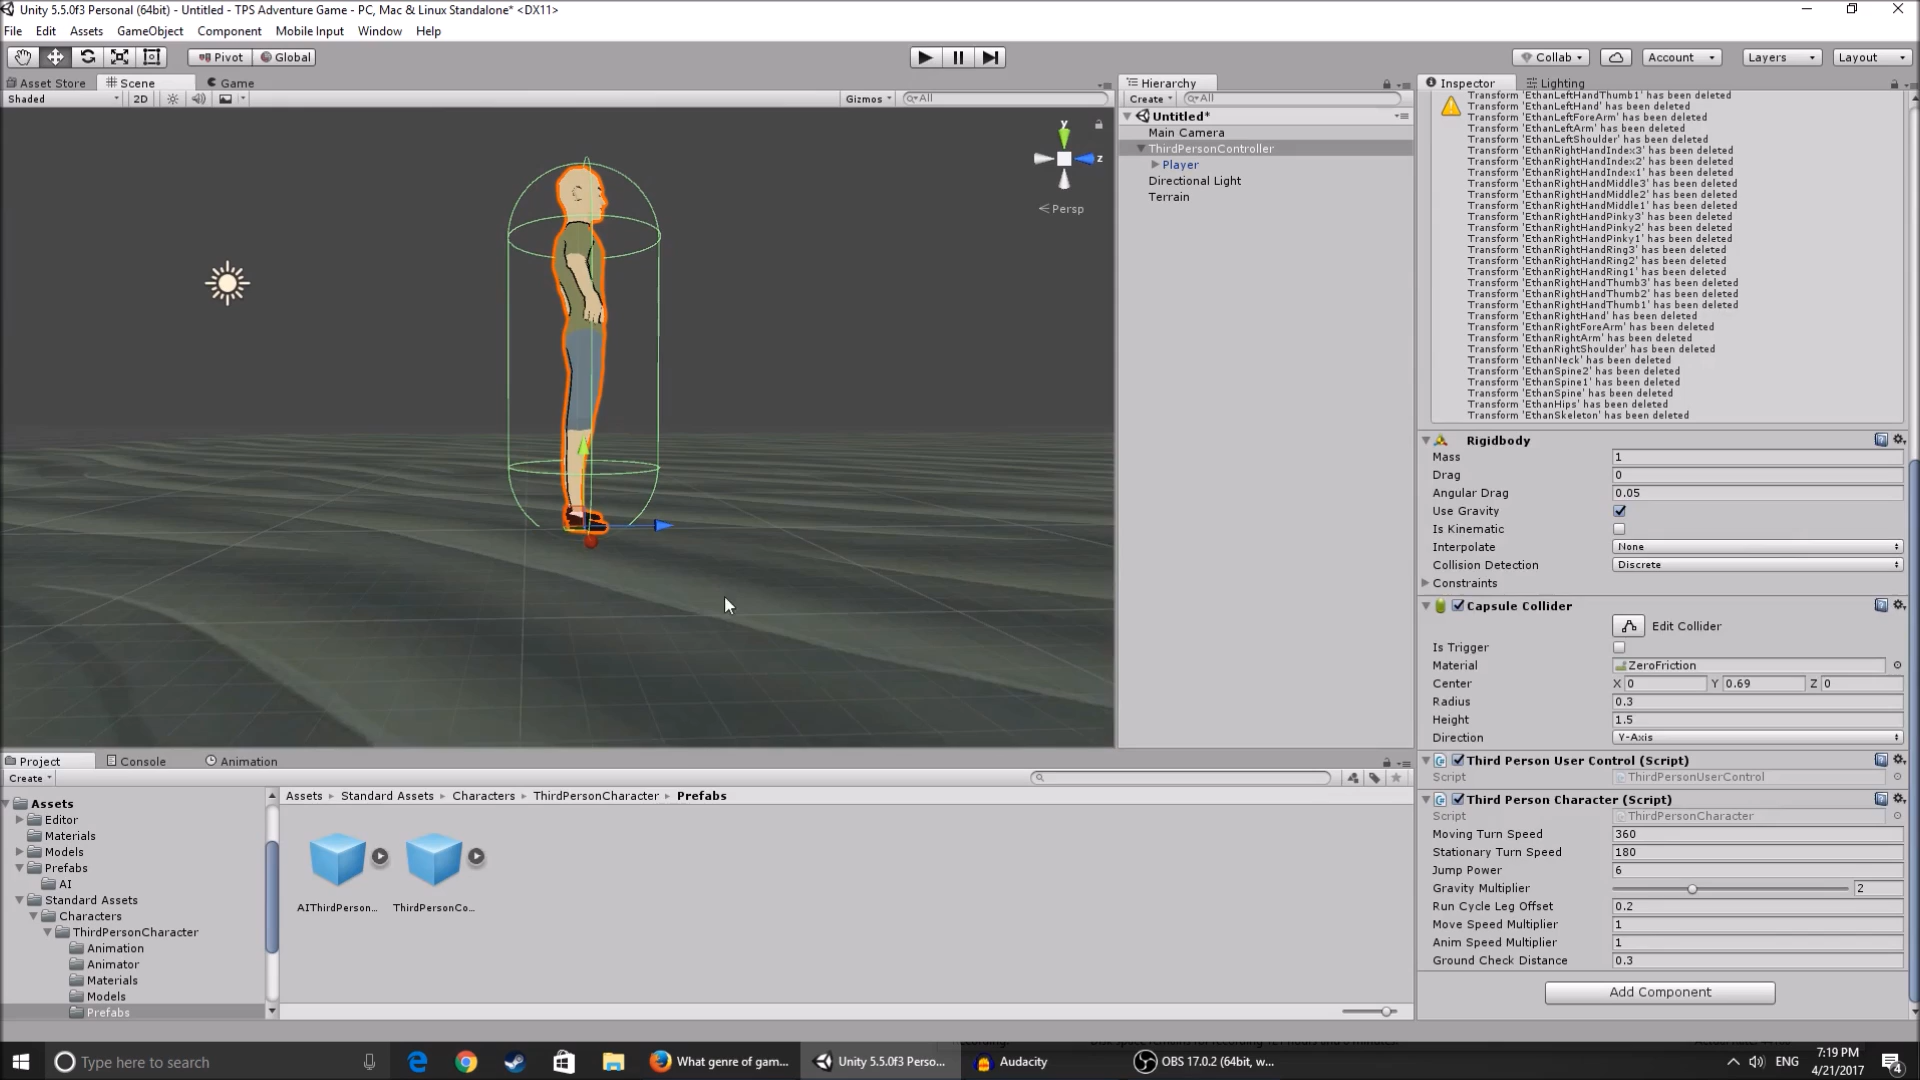 Unity 5.5.0f3 Personal (64bit) - Untitled - TPS Adventure Game - PC, Mac & Linux Standalone* <DX11>
File Edit Assets GameObject Component Mobile Input Window Help
Pivot Global Collab Account Layers Layout
Asset Store Scene Game Hierarchy Inspector Lighting
Shaded 2D Gizmos All Create All
y
z
Persp
Untitled*
Main Camera
ThirdPersonController
Player
Directional Light
Terrain
Transform 'EthanLeftHandThumb1' has been deleted
Transform 'EthanLeftHand' has been deleted
Transform 'EthanLeftForeArm' has been deleted
Transform 'EthanLeftArm' has been deleted
Transform 'EthanLeftShoulder' has been deleted
Transform 'EthanRightHandIndex3' has been deleted
Transform 'EthanRightHandIndex2' has been deleted
Transform 'EthanRightHandIndex1' has been deleted
Transform 'EthanRightHandMiddle3' has been deleted
Transform 'EthanRightHandMiddle2' has been deleted
Transform 'EthanRightHandMiddle1' has been deleted
Transform 'EthanRightHandPinky3' has been deleted
Transform 'EthanRightHandPinky2' has been deleted
Transform 'EthanRightHandPinky1' has been deleted
Transform 'EthanRightHandRing3' has been deleted
Transform 'EthanRightHandRing2' has been deleted
Transform 'EthanRightHandRing1' has been deleted
Transform 'EthanRightHandThumb3' has been deleted
Transform 'EthanRightHandThumb2' has been deleted
Transform 'EthanRightHandThumb1' has been deleted
Transform 'EthanRightHand' has been deleted
Transform 'EthanRightForeArm' has been deleted
Transform 'EthanRightArm' has been deleted
Transform 'EthanRightShoulder' has been deleted
Transform 'EthanNeck' has been deleted
Transform 'EthanSpine2' has been deleted
Transform 'EthanSpine1' has been deleted
Transform 'EthanSpine' has been deleted
Transform 'EthanHips' has been deleted
Transform 'EthanSkeleton' has been deleted
Rigidbody
Mass 1
Drag 0
Angular Drag 0.05
Use Gravity
Is Kinematic
Interpolate None
Collision Detection Discrete
Constraints
Capsule Collider
Edit Collider
Is Trigger
Material ZeroFriction
Center X 0 Y 0.69 Z 0
Radius 0.3
Height 1.5
Direction Y-Axis
Third Person User Control (Script)
Script ThirdPersonUserControl
Third Person Character (Script)
Script ThirdPersonCharacter
Moving Turn Speed 360
Stationary Turn Speed 180
Jump Power 6
Gravity Multiplier 2
Run Cycle Leg Offset 0.2
Move Speed Multiplier 1
Anim Speed Multiplier 1
Ground Check Distance 0.3
Add Component
Project Console Animation
Create
Assets
Editor
Materials
Models
Prefabs
AI
Standard Assets
Characters
ThirdPersonCharacter
Animation
Animator
Materials
Models
Prefabs
Assets Standard Assets Characters ThirdPersonCharacter Prefabs
AIThirdPerson... ThirdPersonCo...
Type here to search What genre of gam... Unity 5.5.0f3 Perso... Audacity OBS 17.0.2 (64bit, w... ENG 7:19 PM
4/21/2017
4